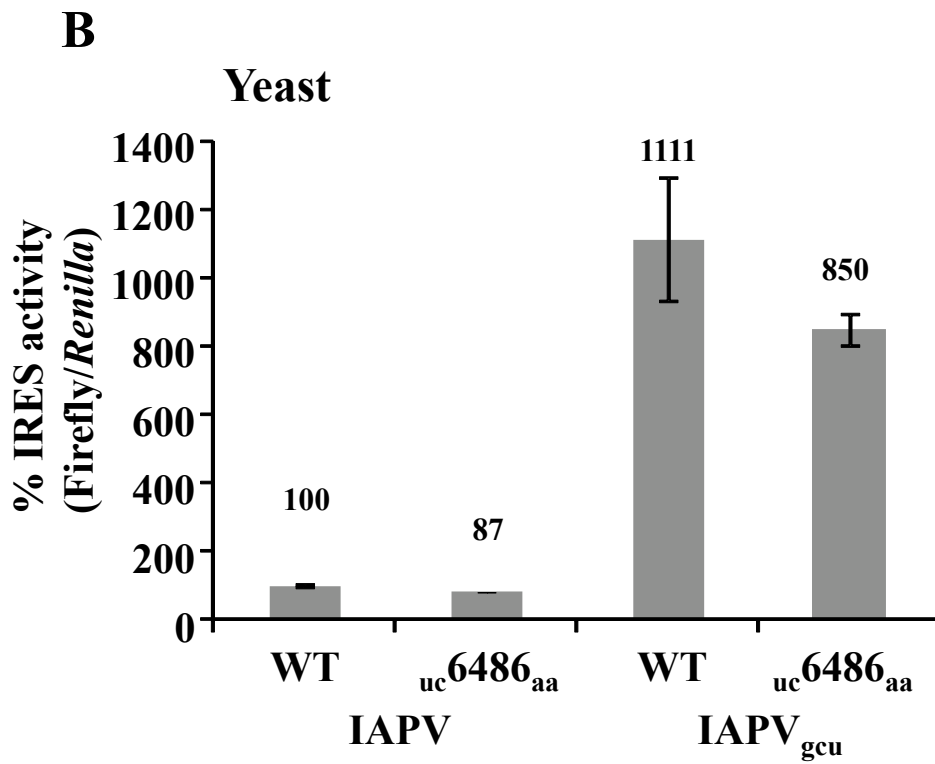 B
Yeast
% IRES activity
(Firefly/Renilla)
1400
1200
1000
800
600
400
200
0
100
87
1111
850
WT
uc6486aa
WT
uc6486aa
IAPV
IAPVgcu